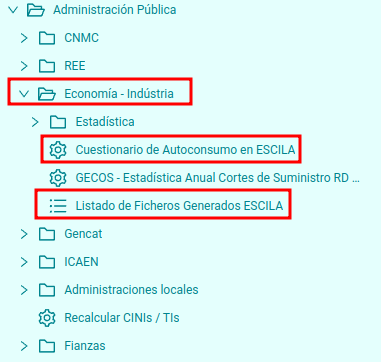 Administración Pública
CNMC
REE
Economía - Indústria
Estadística
Cuestionario de Autoconsumo en ESCILA
GECOS - Estadística Anual Cortes de Suministro RD ...
Listado de Ficheros Generados ESCILA
Gencat
ICAEN
Administraciones locales
Recalcular CINIs / TIs
Fianzas